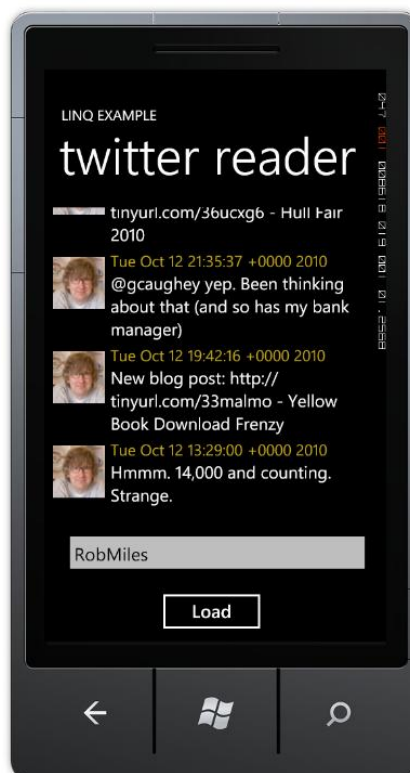 LINQ EXAMPLE
twitter reader
tinyurl.com/36ucxg6 - Hull Fair
2010
Tue Oct 12 21:35:37 +0000 2010
@gcaughey yep. Been thinking
about that (and so has my bank
manager)
Tue Oct 12 19:42:16 +0000 2010
New blog post: http://
tinyurl.com/33malmo - Yellow
Book Download Frenzy
Tue Oct 12 13:29:00 +0000 2010
Hmmm. 14,000 and counting.
Strange.
RobMiles
Load